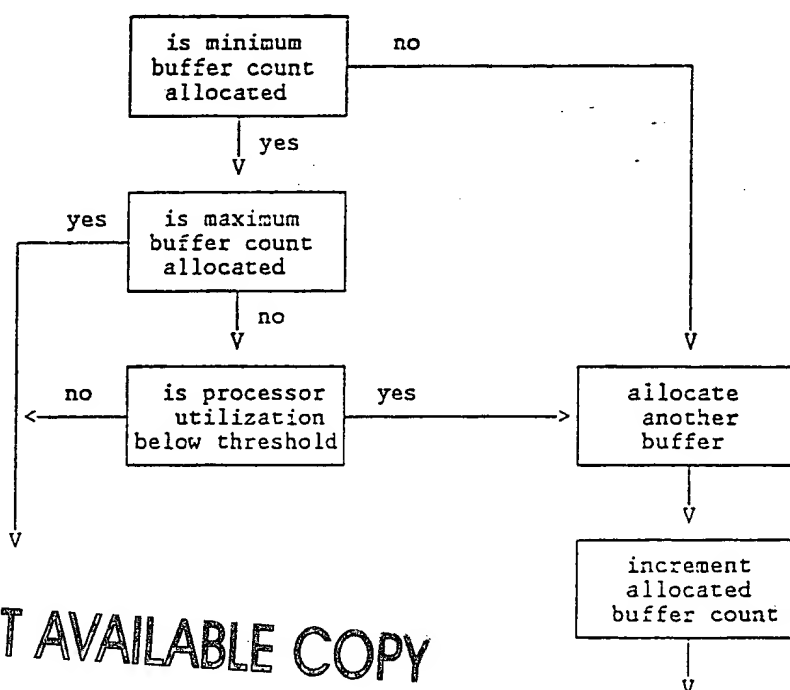 is minimum
buffer count
allocated
no
yes
yes
is maximum
buffer count
allocated
no
no
is processor
utilization
below threshold
yes
allocate
another
buffer
increment
allocated
buffer count
T AVAILABLE COPY